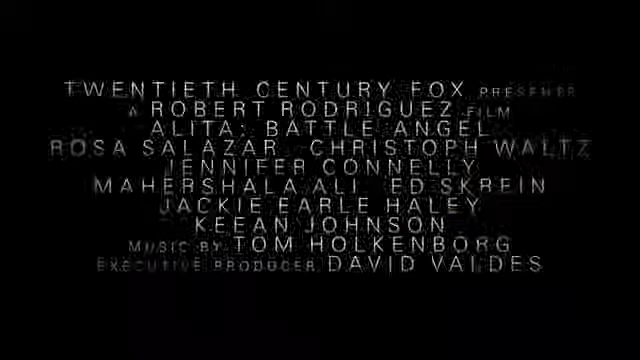 TWENTIETH CENTURY FOX PRESENTS
A ROBERT RODRIGUEZ FILM
ALITA: BATTLE ANGEL
ROSA SALAZAR CHRISTOPH WALTZ
JENNIFER CONNELLY
MAHERSHALA ALI ED SKREIN
JACKIE EARLE HALEY
KEEAN JOHNSON
MUSIC BY TOM HOLKENBORG
EXECUTIVE PRODUCER DAVID VALDES